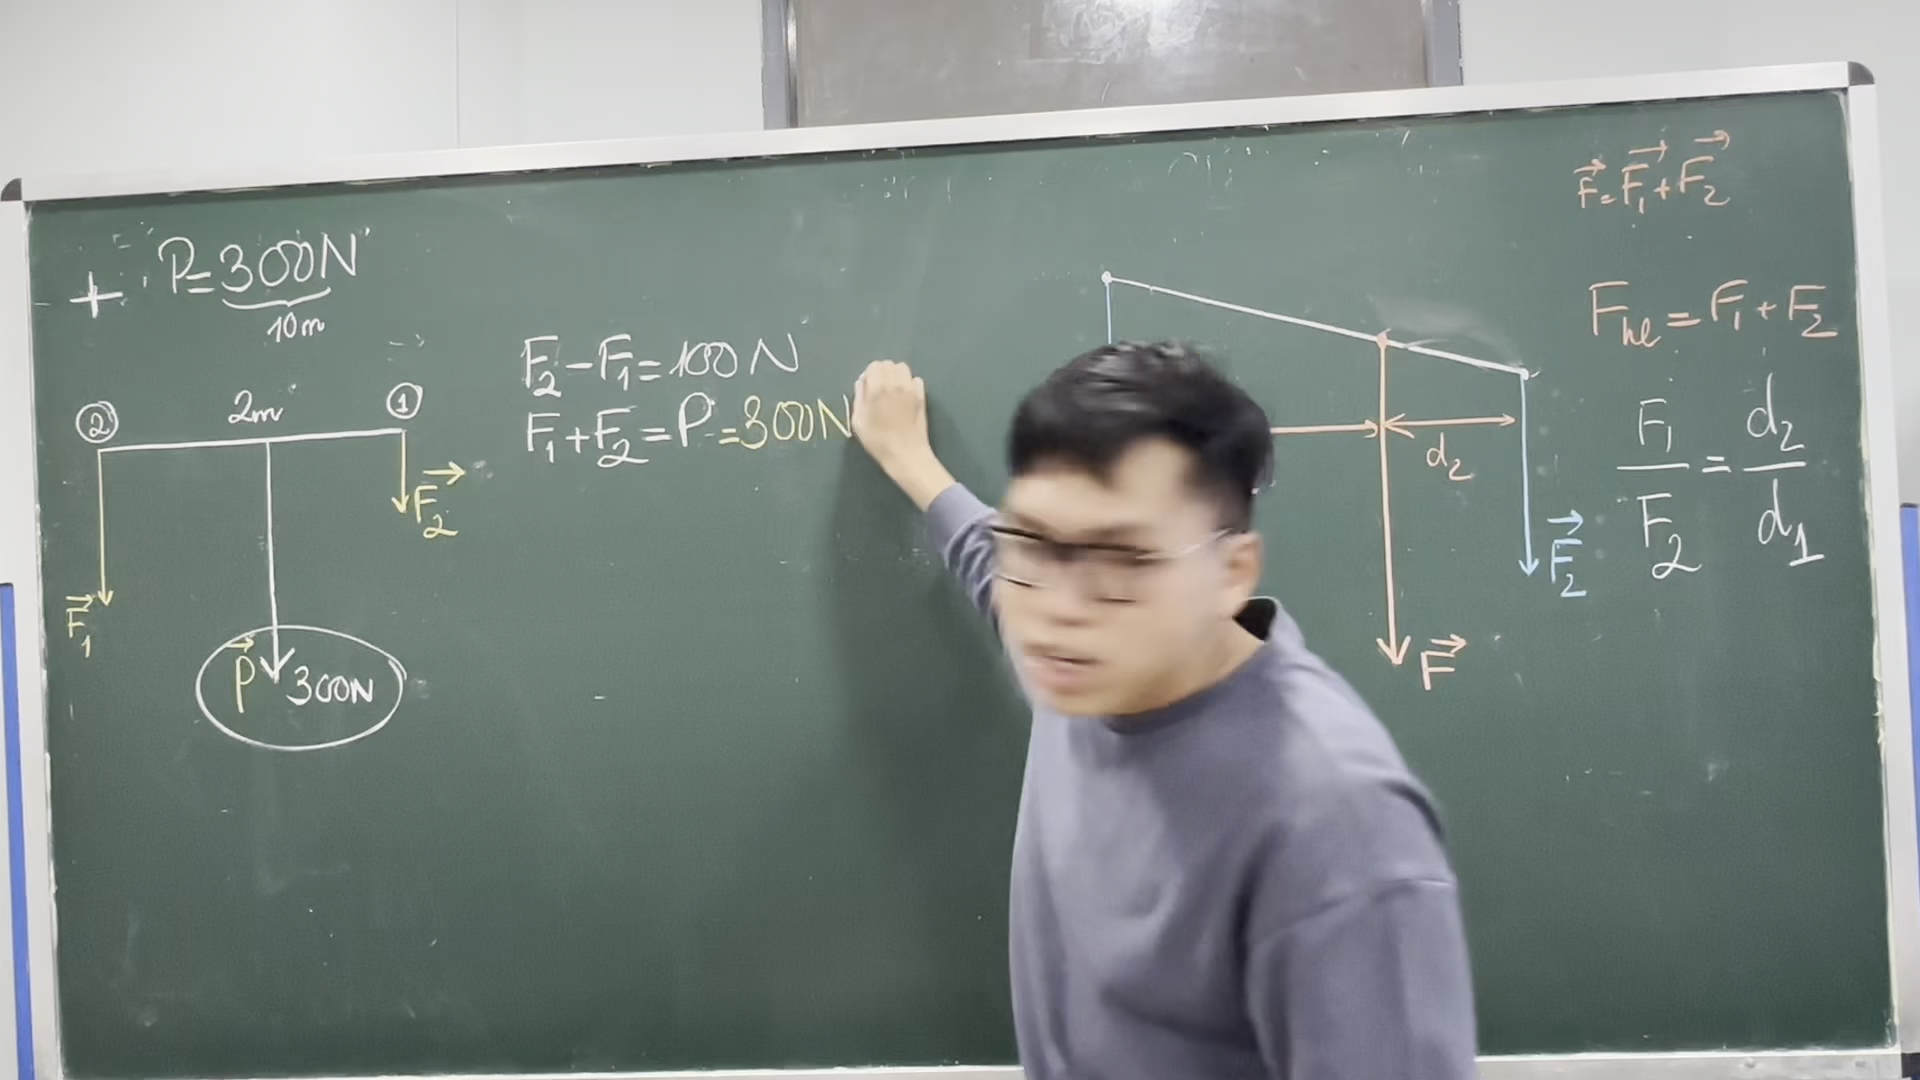 + P = 300N
10m
② 2m ①
F⃗₂
F⃗₁
P⃗ 300N
F₂ - F₁ = 100N
F₁ + F₂ = P = 300N
d₂
F⃗₂
F⃗
F⃗ = F⃗₁ + F⃗₂
Fhl = F₁ + F₂
F₁/F₂ = d₂/d₁